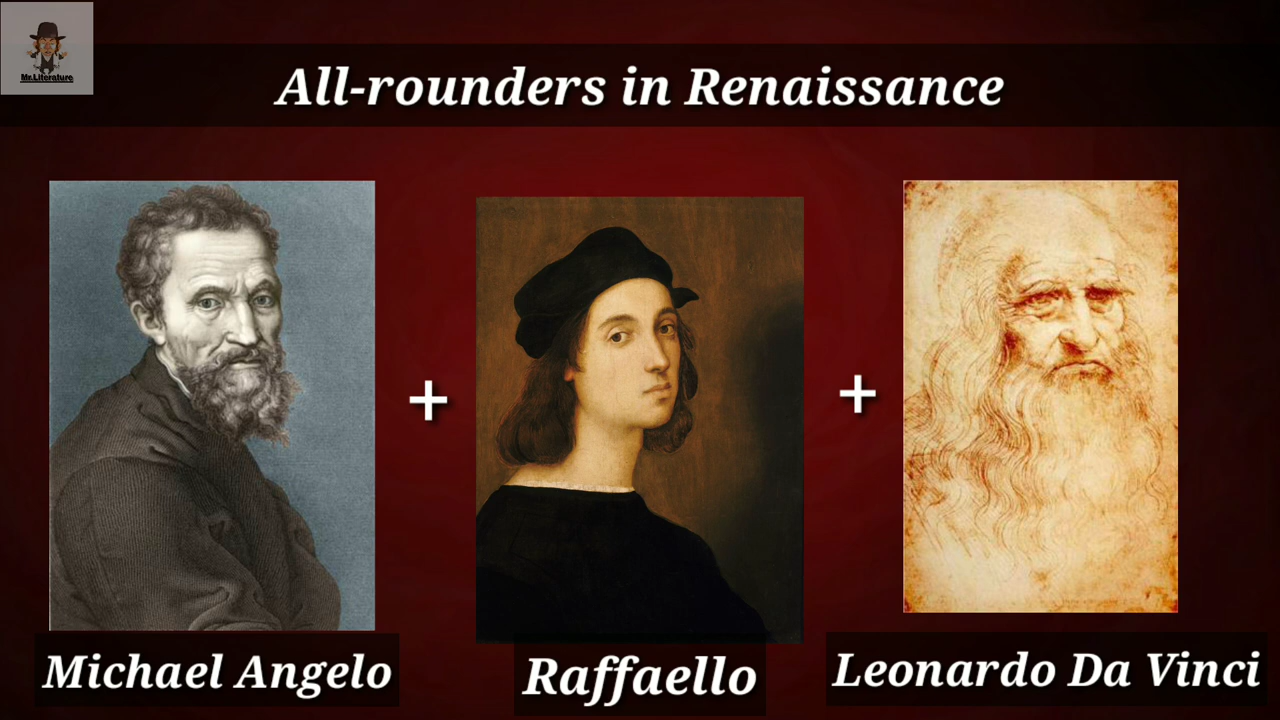 Mr.Literature
All-rounders in Renaissance
+
+
Michael Angelo
Raffaello
Leonardo Da Vinci